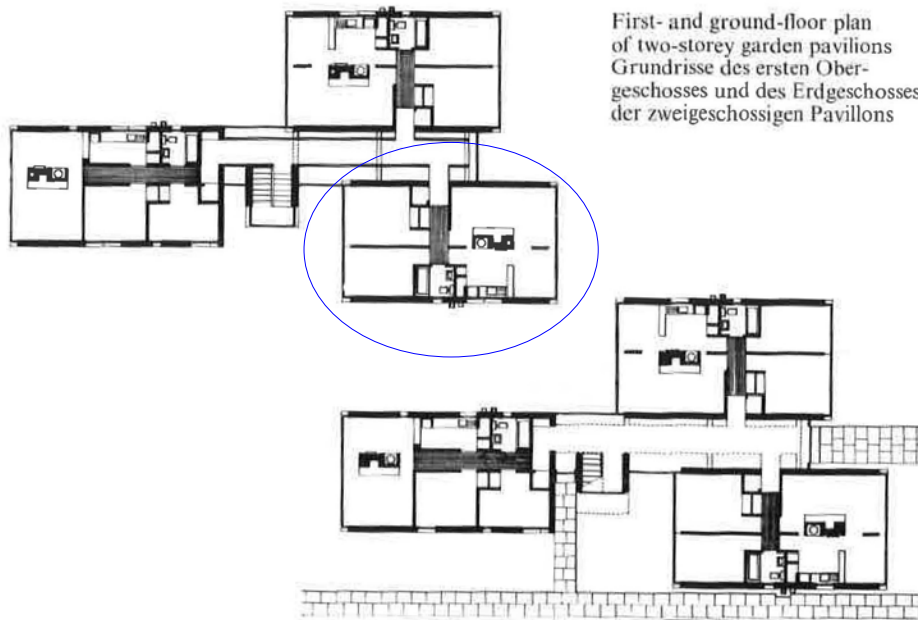 First- and ground-floor plan
of two-storey garden pavilions
Grundrisse des ersten Ober-
geschosses und des Erdgeschosses
der zweigeschossigen Pavillons